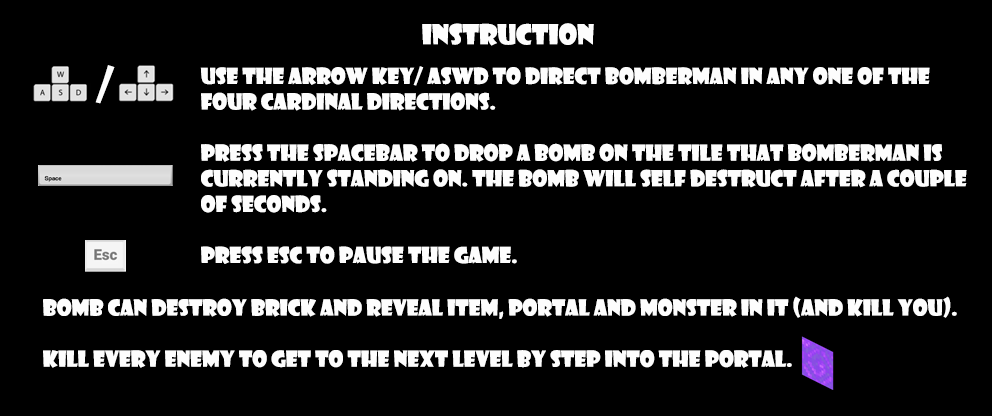 INSTRUCTION
W
A S D / ↑ ← ↓ →
USE THE ARROW KEY/ ASWD TO DIRECT BOMBERMAN IN ANY ONE OF THE
FOUR CARDINAL DIRECTIONS.
PRESS THE SPACEBAR TO DROP A BOMB ON THE TILE THAT BOMBERMAN IS
Space
CURRENTLY STANDING ON. THE BOMB WILL SELF DESTRUCT AFTER A COUPLE
OF SECONDS.
Esc
PRESS ESC TO PAUSE THE GAME.
BOMB CAN DESTROY BRICK AND REVEAL ITEM, PORTAL AND MONSTER IN IT (AND KILL YOU).
KILL EVERY ENEMY TO GET TO THE NEXT LEVEL BY STEP INTO THE PORTAL.